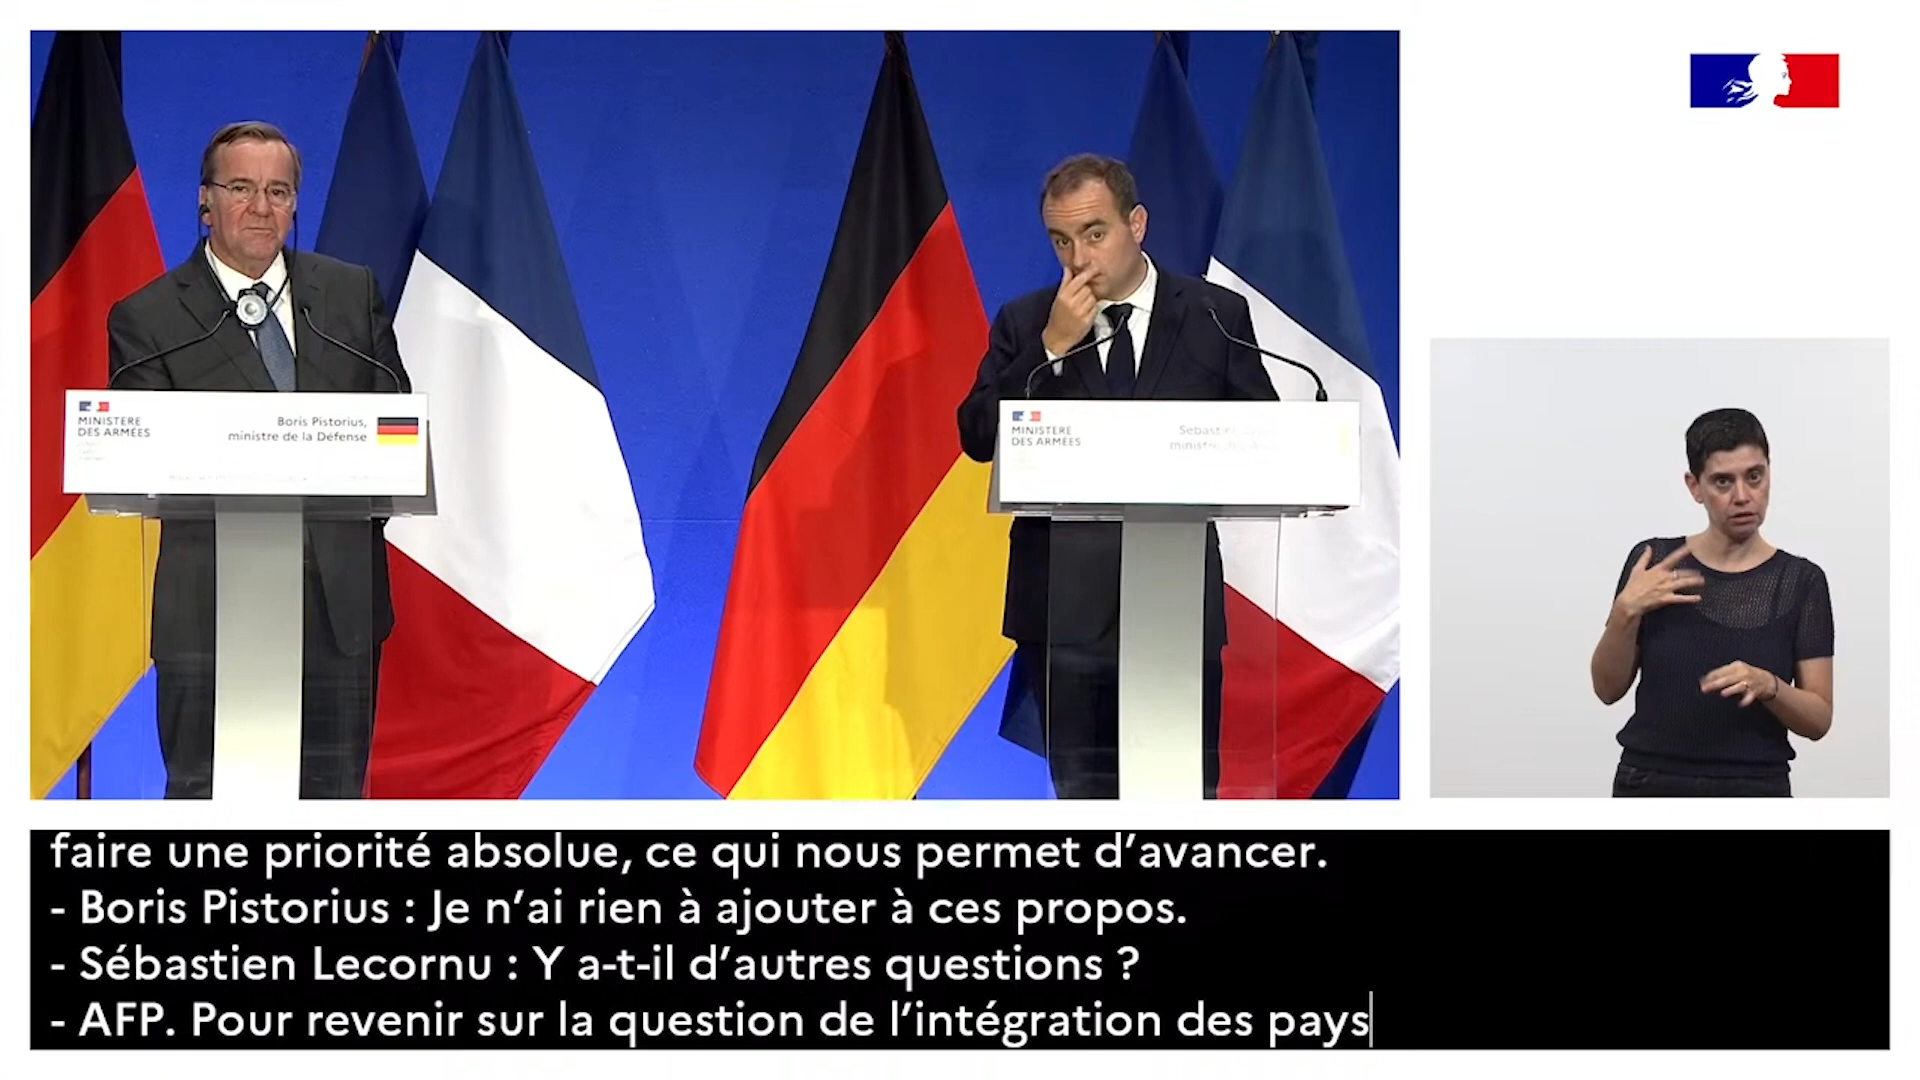 MINISTERE
DES ARMÉES
Boris Pistorius,
ministre de la Défense
MINISTERE
DES ARMÉES
faire une priorité absolue, ce qui nous permet d’avancer.
- Boris Pistorius : Je n’ai rien à ajouter à ces propos.
- Sébastien Lecornu : Y a-t-il d’autres questions ?
- AFP. Pour revenir sur la question de l’intégration des pays